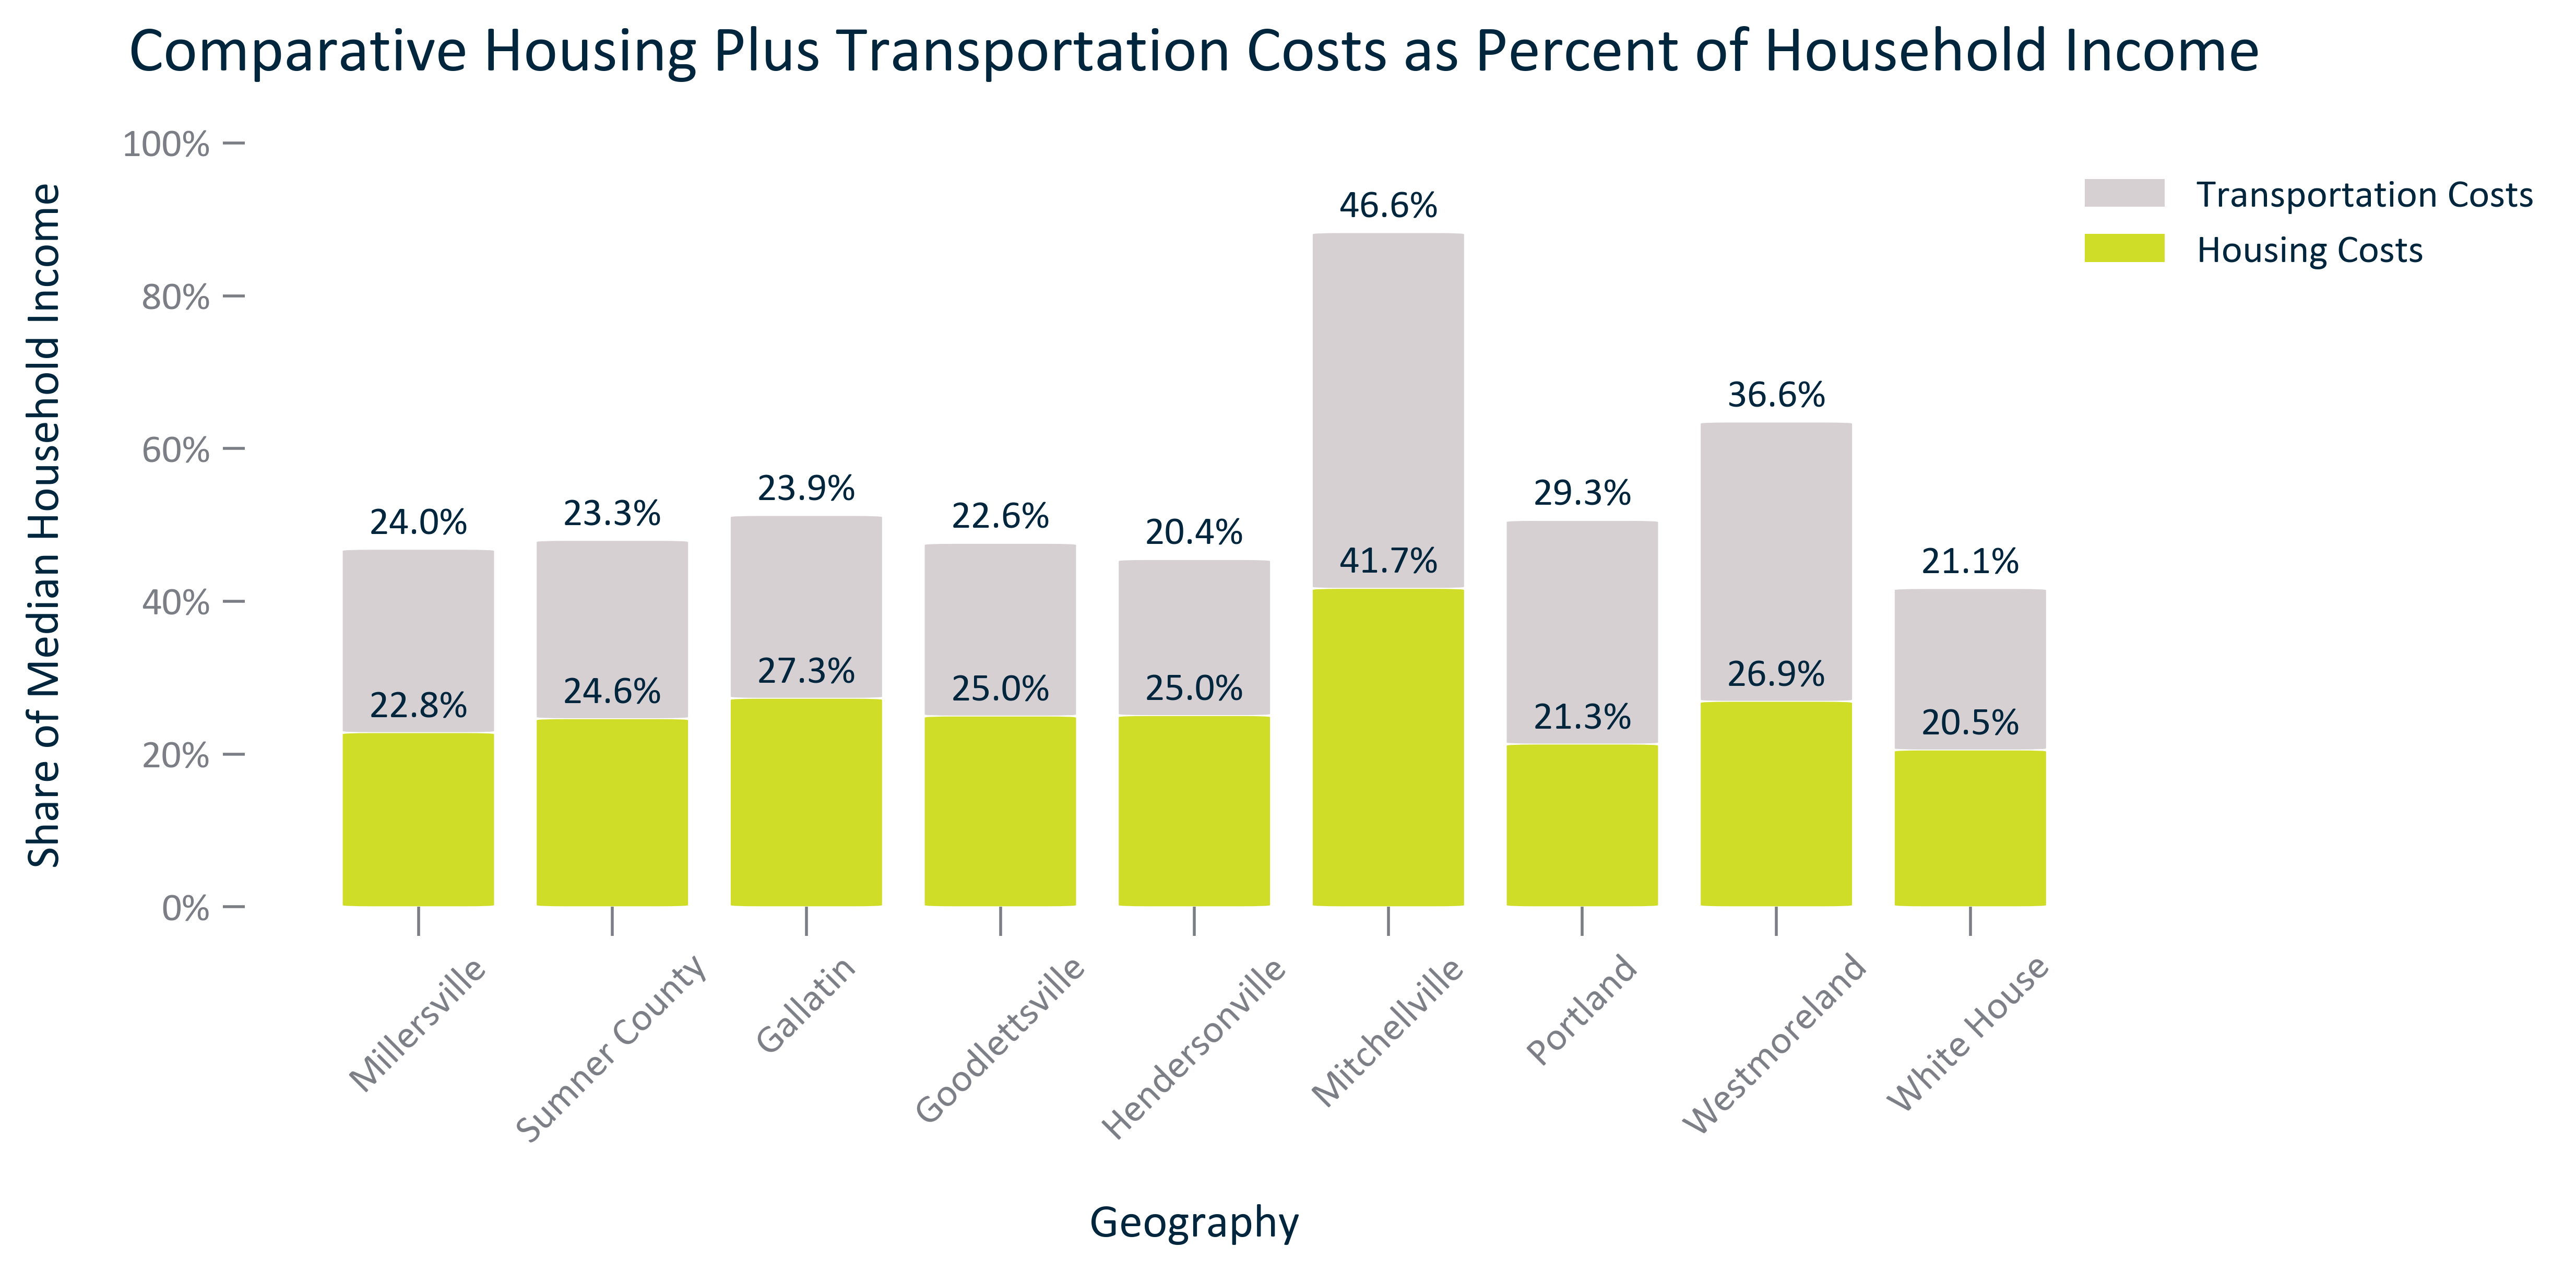 Comparative Housing Plus Transportation Costs as Percent of Household Income
Share of Median Household Income
100%
80%
60%
40%
20%
0%
Transportation Costs
Housing Costs
24.0%
23.3%
23.9%
22.6%
20.4%
46.6%
29.3%
36.6%
21.1%
22.8%
24.6%
27.3%
25.0%
25.0%
41.7%
21.3%
26.9%
20.5%
Millersville
Sumner County
Gallatin
Goodlettsville
Hendersonville
Mitchellville
Portland
Westmoreland
White House
Geography